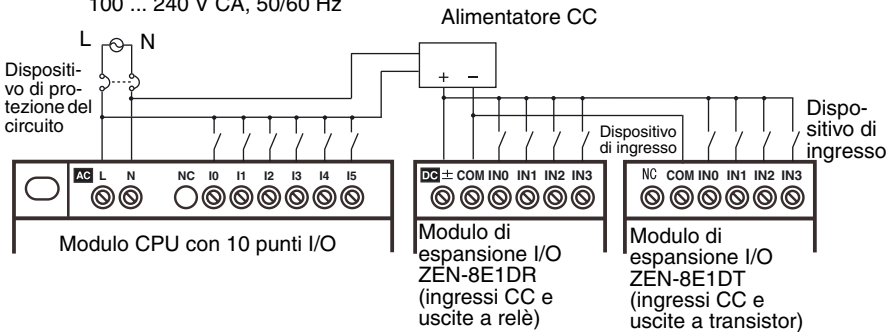 100 ... 240 V CA, 50/60 Hz
Alimentatore CC
L N
Dispositi-
vo di pro-
tezione del
circuito
+ −
Dispositivo
di ingresso
Dispo-
sitivo di
ingresso
AC L N NC I0 I1 I2 I3 I4 I5
DC ± COM IN0 IN1 IN2 IN3
NC COM IN0 IN1 IN2 IN3
Modulo CPU con 10 punti I/O
Modulo di
espansione I/O
ZEN-8E1DR
(ingressi CC e
uscite a relè)
Modulo di
espansione I/O
ZEN-8E1DT
(ingressi CC e
uscite a transistor)